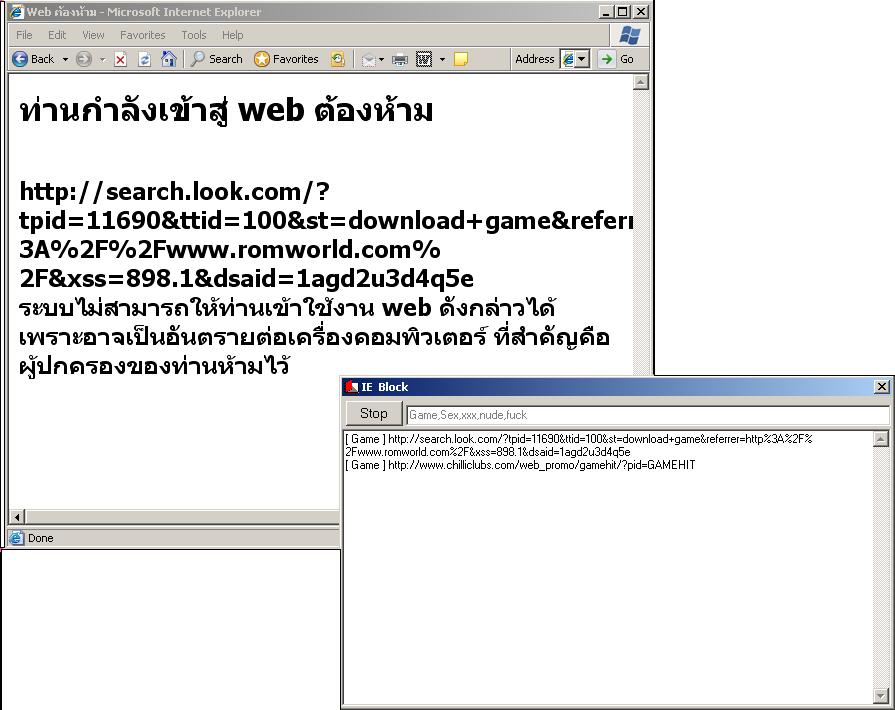 Web ต้องห้าม - Microsoft Internet Explorer
File Edit View Favorites Tools Help
Back Search Favorites Address Go
ท่านกำลังเข้าสู่ web ต้องห้าม
http://search.look.com/?
tpid=11690&ttid=100&st=download+game&referr
3A%2F%2Fwww.romworld.com%
2F&xss=898.1&dsaid=1agd2u3d4q5e
ระบบไม่สามารถให้ท่านเข้าใช้งาน web ดังกล่าวได้
เพราะอาจเป็นอันตรายต่อเครื่องคอมพิวเตอร์ ที่สำคัญคือ
ผู้ปกครองของท่านห้ามไว้
Done
IE Block
Stop Game,Sex,xxx,nude,fuck
[ Game ] http://search.look.com/?tpid=11690&ttid=100&st=download+game&referrer=http%3A%2F%
2Fwww.romworld.com%2F&xss=898.1&dsaid=1agd2u3d4q5e
[ Game ] http://www.chilliclubs.com/web_promo/gamehit/?pid=GAMEHIT